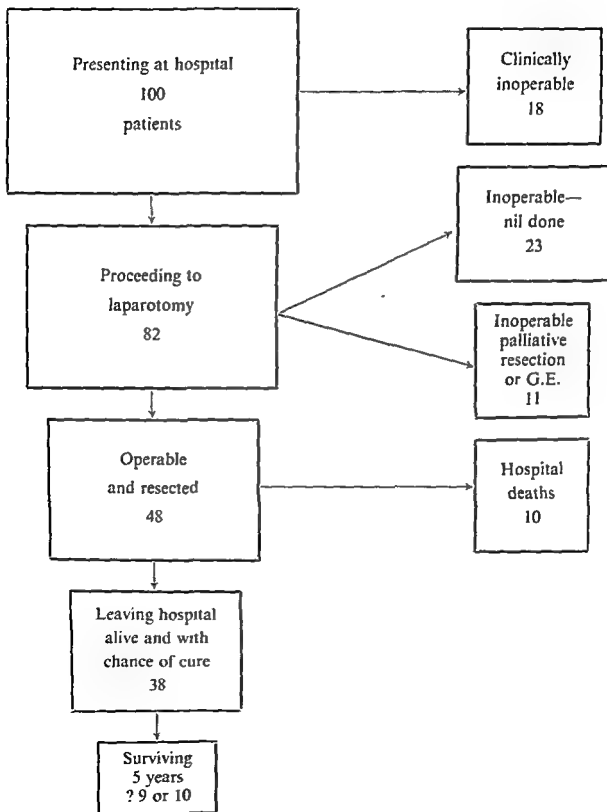 Presenting at hospital
100
patients
Clinically
inoperable
18
Proceeding to
laparotomy
82
Inoperable—
nil done
23
Inoperable
palliative
resection
or G.E.
11
Operable
and resected
48
Hospital
deaths
10
Leaving hospital
alive and with
chance of cure
38
Surviving
5 years
? 9 or 10